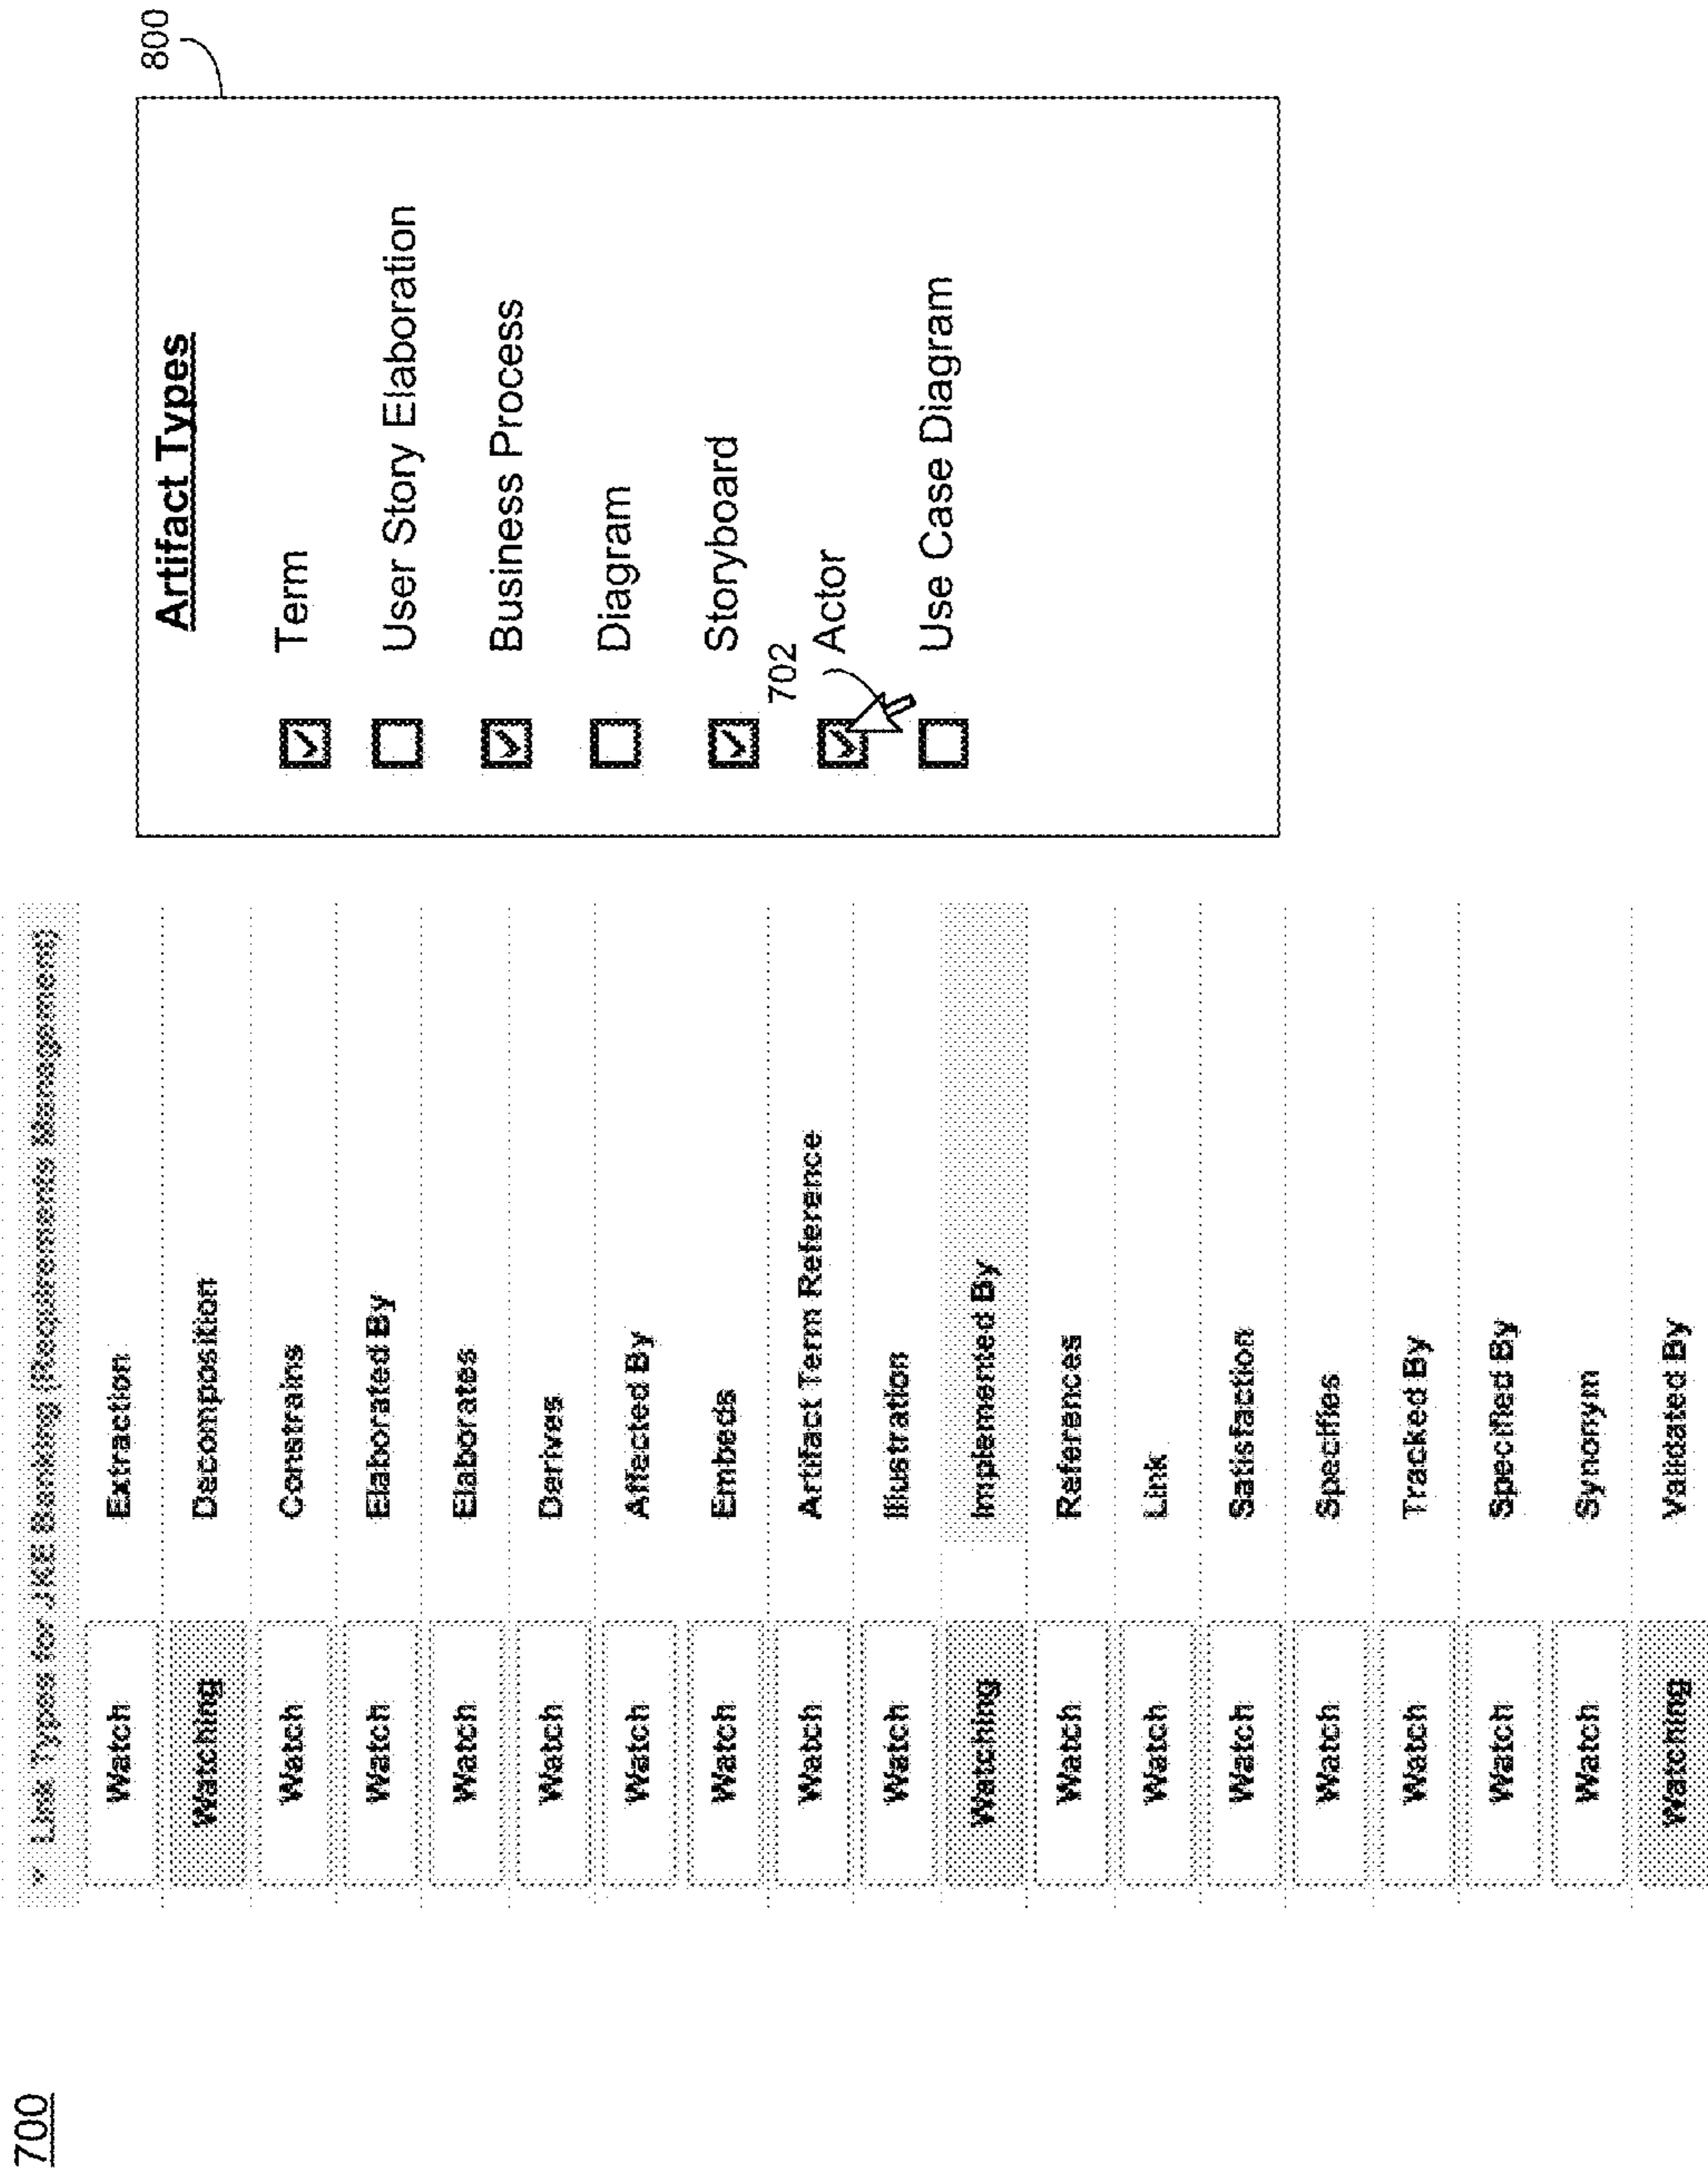 700
Link Types for JKE Banking (Requirements Management)
Watch Extraction
Watching Decomposition
Watch Constrains
Watch Elaborated By
Watch Elaborates
Watch Derives
Watch Affected By
Watch Embeds
Watch Artifact Term Reference
Watch Illustration
Watching Implemented By
Watch References
Watch Link
Watch Satisfaction
Watch Specifies
Watch Tracked By
Watch Specified By
Watch Synonym
Watching Validated By
800
Artifact Types
Term
User Story Elaboration
Business Process
Diagram
Storyboard
702
Actor
Use Case Diagram